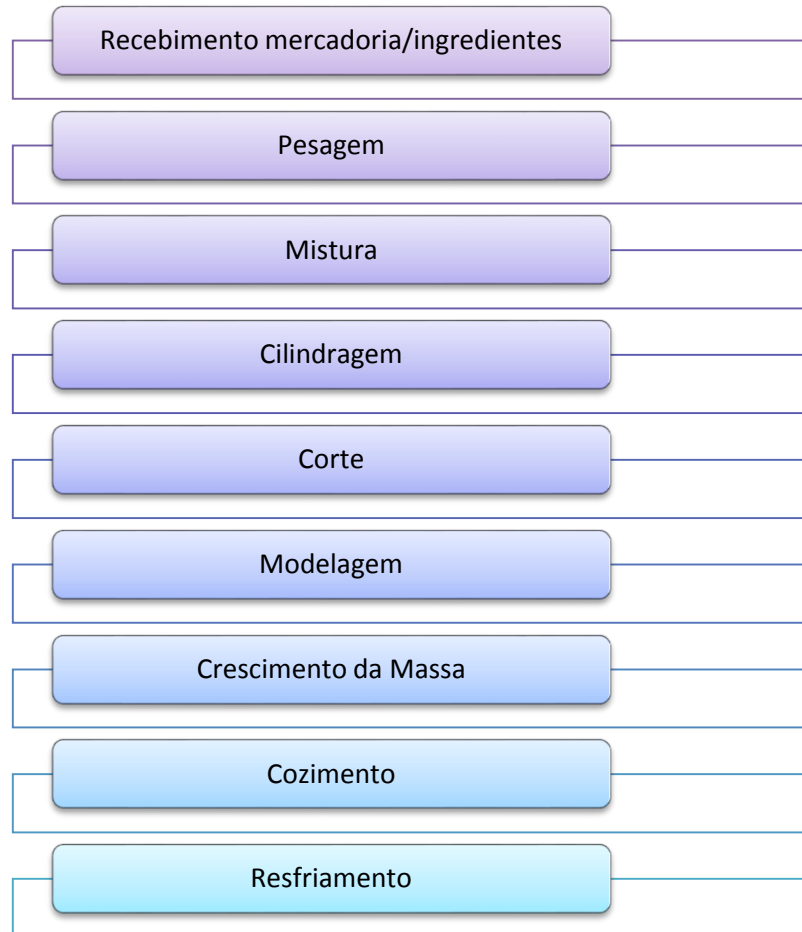 Recebimento mercadoria/ingredientes
Pesagem
Mistura
Cilindragem
Corte
Modelagem
Crescimento da Massa
Cozimento
Resfriamento